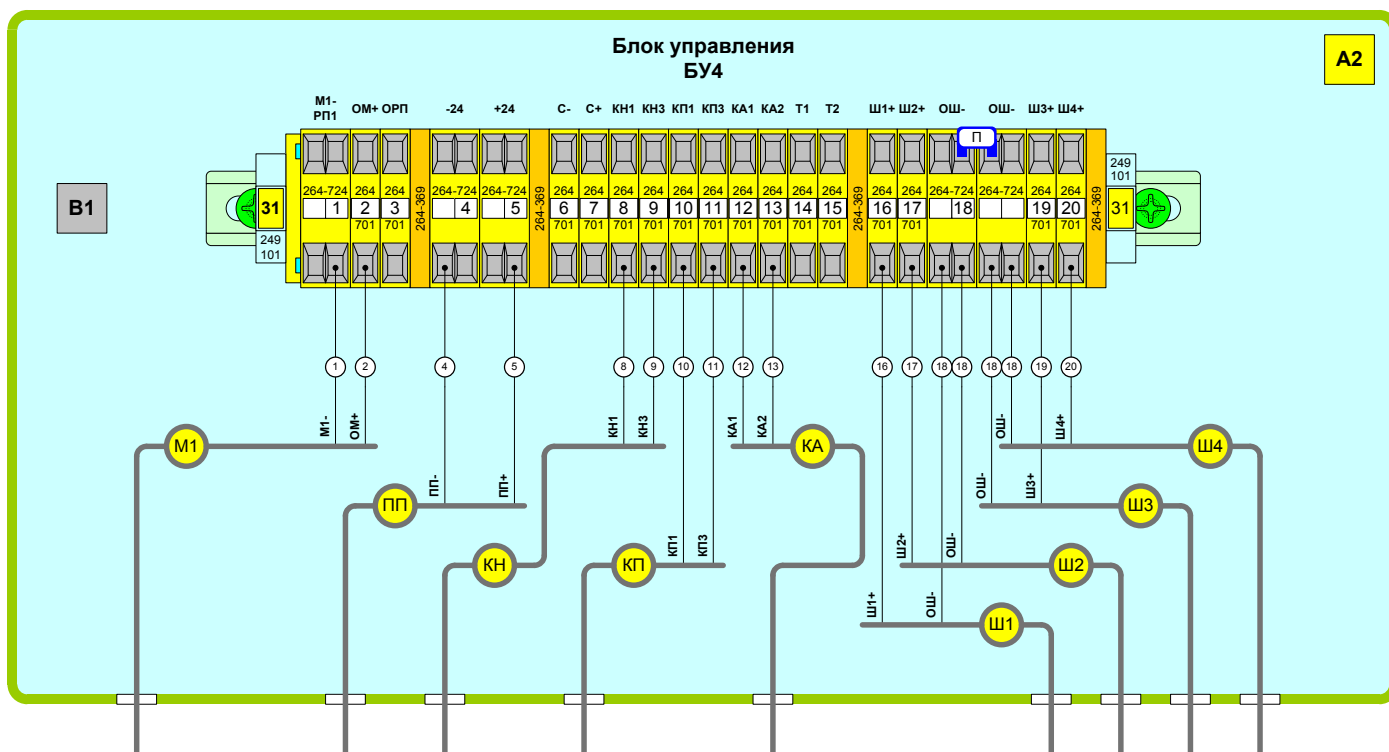 Блок управления
БУ4
А2
В1
М1-
РП1
ОМ+ ОРП -24 +24 С- С+ КН1 КН3 КП1 КП3 КА1 КА2 Т1 Т2 Ш1+ Ш2+ ОШ- ОШ- Ш3+ Ш4+
П
249
101
264-724 264 264 264-724 264-724 264 264 264 264 264 264 264 264 264 264 264 264 264-724 264-724 264 264
31 1 2 3 4 5 6 7 8 9 10 11 12 13 14 15 16 17 18 19 20 31
701 701 701 701 701 701 701 701 701 701 701 701 701 701 701 701 701
264-369 264-369 264-369 264-369
249
101
1 2 4 5 8 9 10 11 12 13 16 17 18 18 18 18 19 20
М1- ОМ+ КН1 КН3 КА1 КА2 ОШ- Ш4+
М1 КА Ш4
ПП- ПП+ ОШ- Ш3+
ПП Ш3
КП1 КП3 Ш2+ ОШ-
КН КП Ш2
Ш1+ ОШ-
Ш1